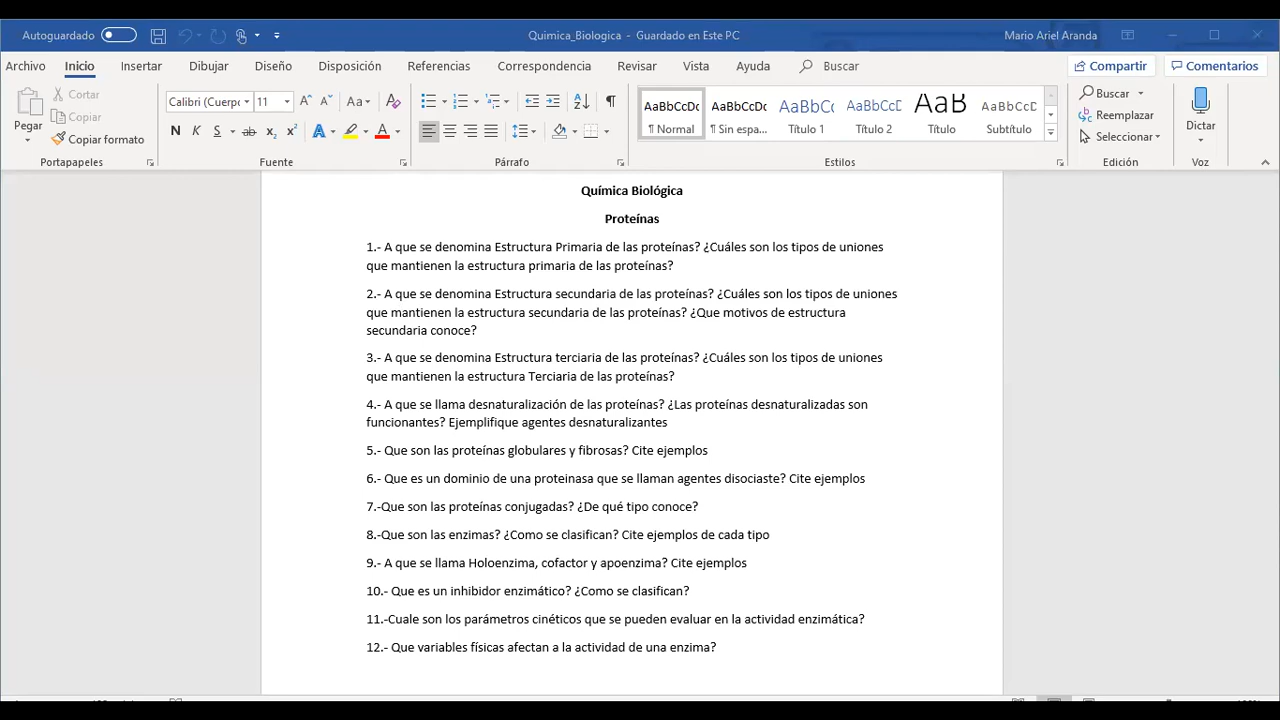 Autoguardado
Quimica_Biologica - Guardado en Este PC
Mario Ariel Aranda
Archivo Inicio Insertar Dibujar Diseño Disposición Referencias Correspondencia Revisar Vista Ayuda Buscar
Compartir Comentarios
Pegar
Cortar
Copiar
Copiar formato
Portapapeles
Calibri (Cuerpo 11
N K S ab x₂ x²
Fuente
Párrafo
AaBbCcDc AaBbCcDc AaBbCc AaBbCcD AaB AaBbCcD
¶ Normal ¶ Sin espa... Título 1 Título 2 Título Subtítulo
Estilos
Buscar
Reemplazar
Seleccionar
Edición
Dictar
Voz
Química Biológica
Proteínas
1.- A que se denomina Estructura Primaria de las proteínas? ¿Cuáles son los tipos de uniones
que mantienen la estructura primaria de las proteínas?
2.- A que se denomina Estructura secundaria de las proteínas? ¿Cuáles son los tipos de uniones
que mantienen la estructura secundaria de las proteínas? ¿Que motivos de estructura
secundaria conoce?
3.- A que se denomina Estructura terciaria de las proteínas? ¿Cuáles son los tipos de uniones
que mantienen la estructura Terciaria de las proteínas?
4.- A que se llama desnaturalización de las proteínas? ¿Las proteínas desnaturalizadas son
funcionantes? Ejemplifique agentes desnaturalizantes
5.- Que son las proteínas globulares y fibrosas? Cite ejemplos
6.- Que es un dominio de una proteinasa que se llaman agentes disociaste? Cite ejemplos
7.-Que son las proteínas conjugadas? ¿De qué tipo conoce?
8.-Que son las enzimas? ¿Como se clasifican? Cite ejemplos de cada tipo
9.- A que se llama Holoenzima, cofactor y apoenzima? Cite ejemplos
10.- Que es un inhibidor enzimático? ¿Como se clasifican?
11.-Cuale son los parámetros cinéticos que se pueden evaluar en la actividad enzimática?
12.- Que variables físicas afectan a la actividad de una enzima?